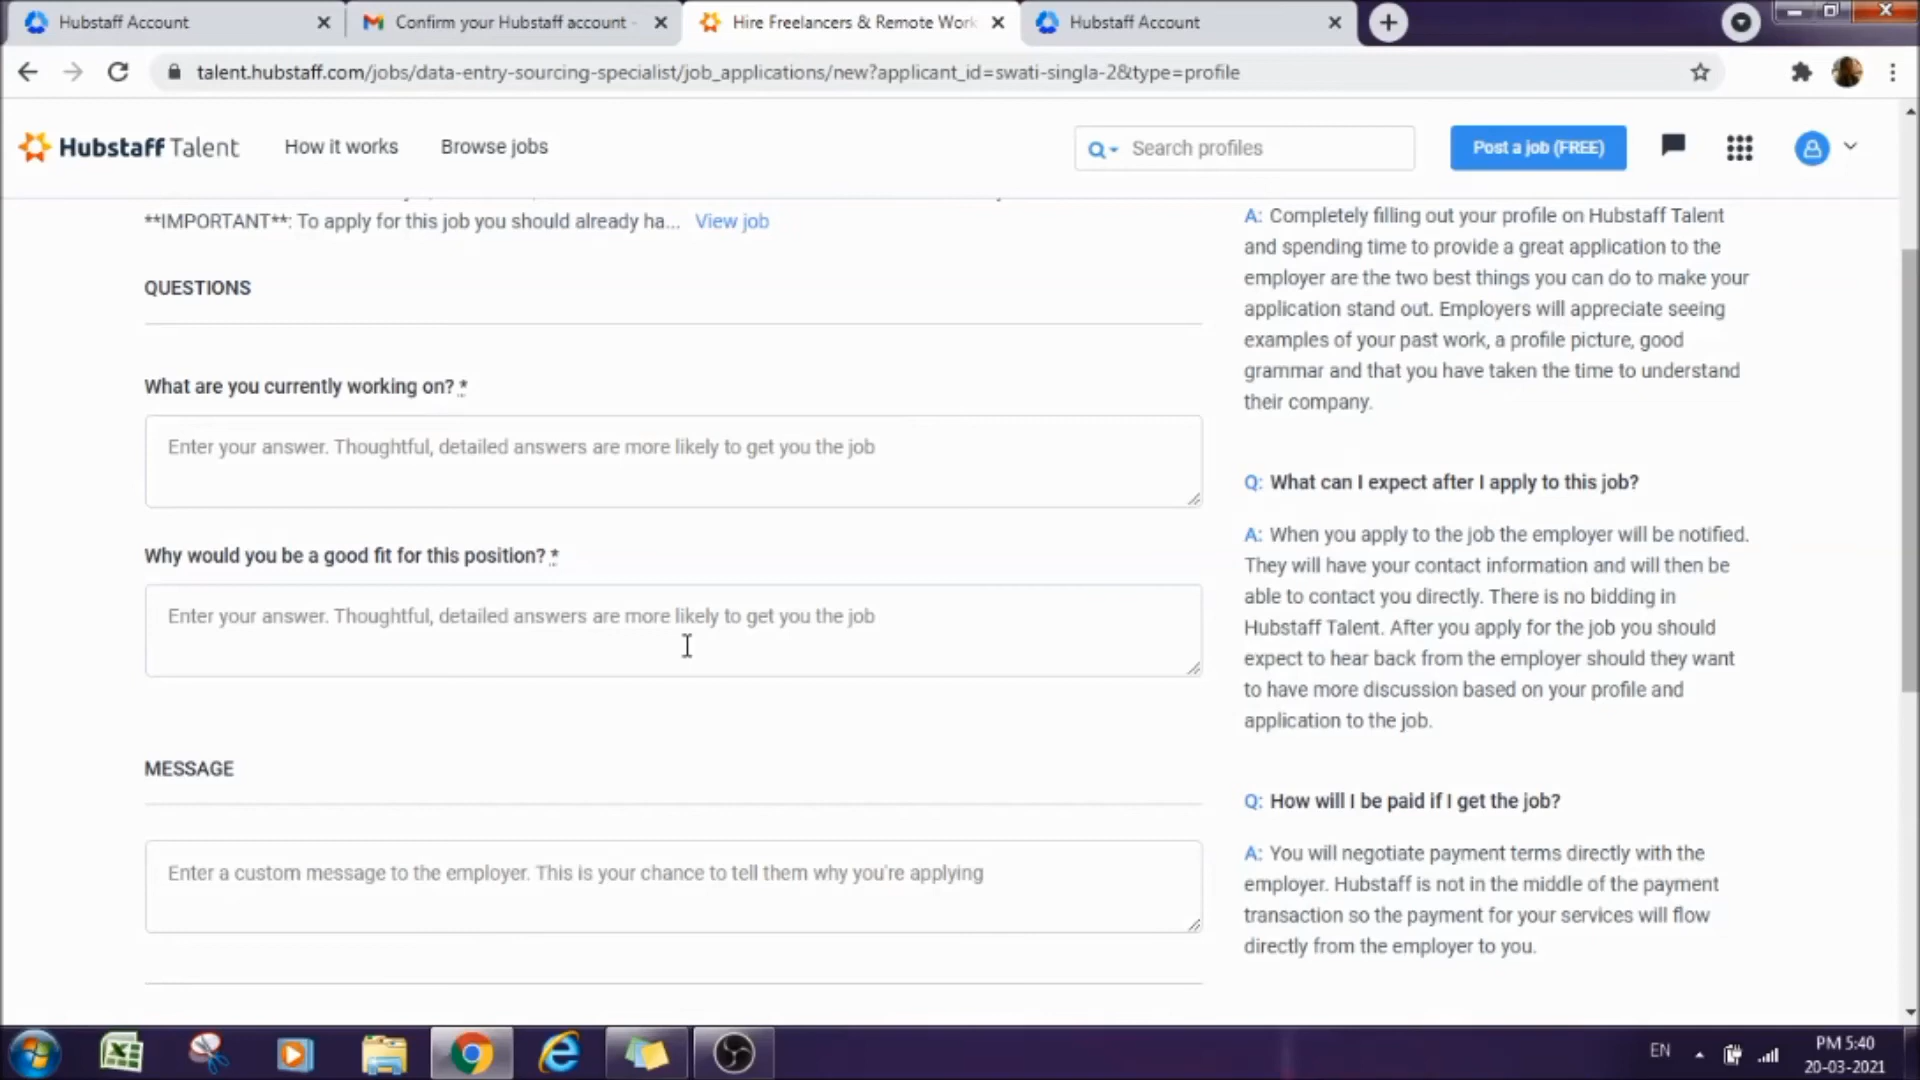 Hubstaff Account
Confirm your Hubstaff account -
Hire Freelancers & Remote Work
Hubstaff Account
talent.hubstaff.com/jobs/data-entry-sourcing-specialist/job_applications/new?applicant_id=swati-singla-2&type=profile
Hubstaff Talent
How it works
Browse jobs
Search profiles
Post a job (FREE)
**IMPORTANT**: To apply for this job you should already ha... View job
QUESTIONS
What are you currently working on? *
Enter your answer. Thoughtful, detailed answers are more likely to get you the job
Why would you be a good fit for this position? *
Enter your answer. Thoughtful, detailed answers are more likely to get you the job
MESSAGE
Enter a custom message to the employer. This is your chance to tell them why you're applying
A: Completely filling out your profile on Hubstaff Talent
and spending time to provide a great application to the
employer are the two best things you can do to make your
application stand out. Employers will appreciate seeing
examples of your past work, a profile picture, good
grammar and that you have taken the time to understand
their company.
Q: What can I expect after I apply to this job?
A: When you apply to the job the employer will be notified.
They will have your contact information and will then be
able to contact you directly. There is no bidding in
Hubstaff Talent. After you apply for the job you should
expect to hear back from the employer should they want
to have more discussion based on your profile and
application to the job.
Q: How will I be paid if I get the job?
A: You will negotiate payment terms directly with the
employer. Hubstaff is not in the middle of the payment
transaction so the payment for your services will flow
directly from the employer to you.
EN
PM 5:40
20-03-2021